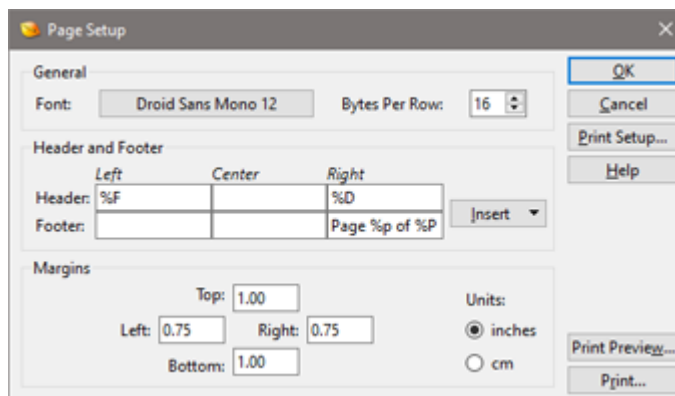 Page Setup
General
OK
Font: Droid Sans Mono 12 Bytes Per Row: 16
Cancel
Header and Footer
Print Setup...
Left Center Right
Help
Header: %F %D
Insert
Footer: Page %p of %P
Margins
Top: 1.00 Units:
Left: 0.75 Right: 0.75 inches
Print Preview...
Bottom: 1.00 cm
Print...